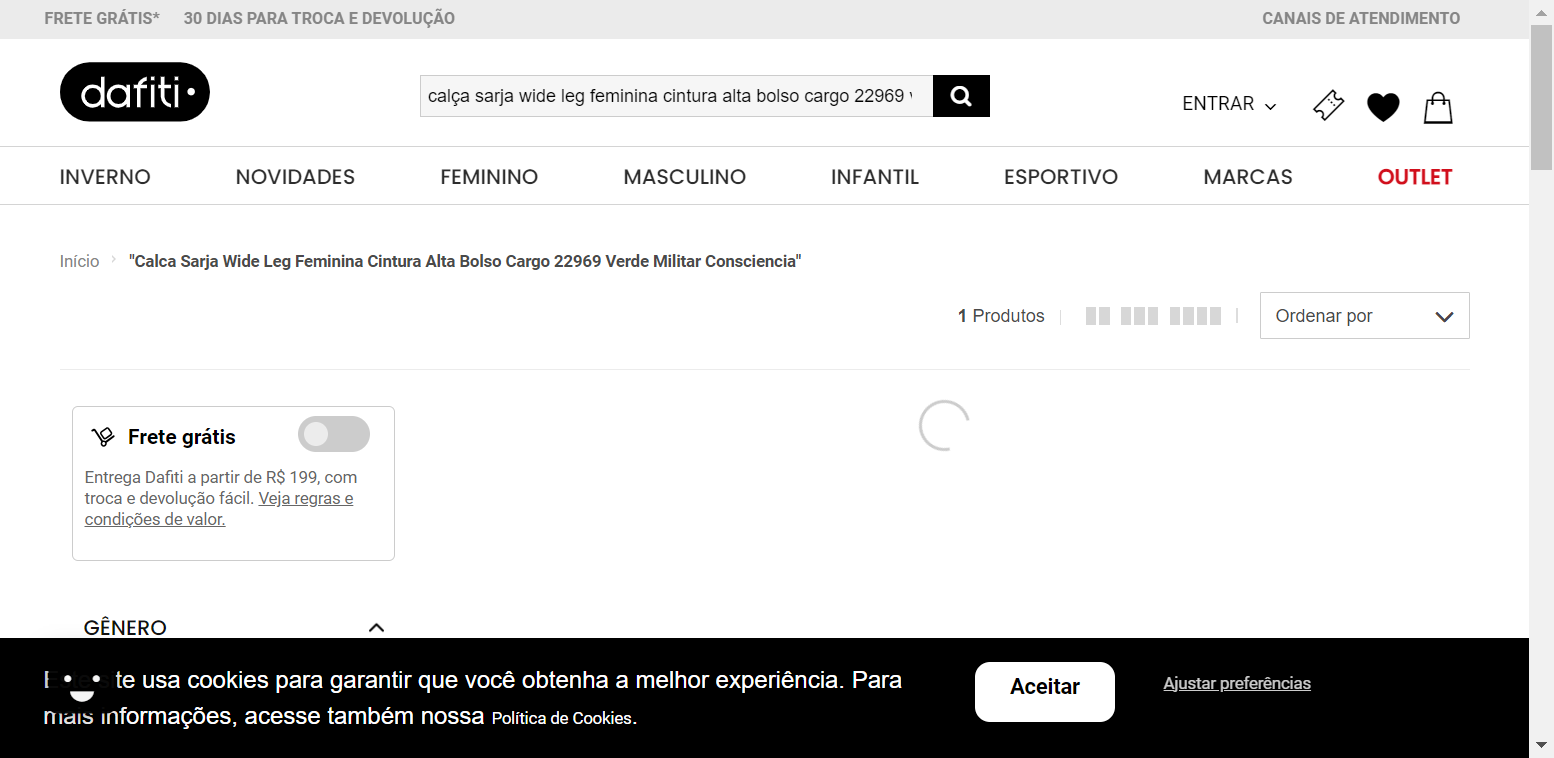 FRETE GRÁTIS* 30 DIAS PARA TROCA E DEVOLUÇÃO CANAIS DE ATENDIMENTO
dafiti
calça sarja wide leg feminina cintura alta bolso cargo 22969
ENTRAR
INVERNO NOVIDADES FEMININO MASCULINO INFANTIL ESPORTIVO MARCAS OUTLET
Início "Calca Sarja Wide Leg Feminina Cintura Alta Bolso Cargo 22969 Verde Militar Consciencia"
1 Produtos Ordenar por
Frete grátis
Entrega Dafiti a partir de R$ 199, com
troca e devolução fácil. Veja regras e
condições de valor.
GÊNERO
te usa cookies para garantir que você obtenha a melhor experiência. Para
mais informações, acesse também nossa Política de Cookies.
Aceitar
Ajustar preferências